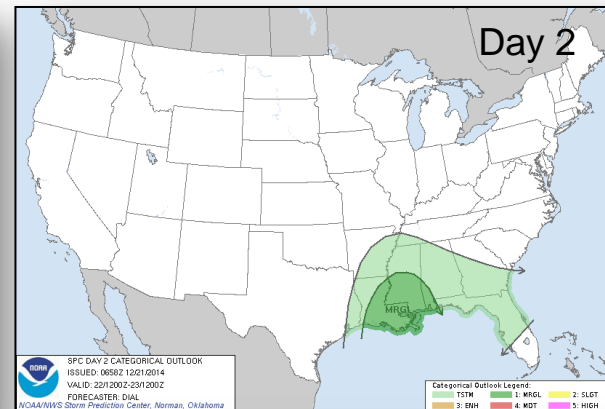 Day 2
MRGL
NOAA
SPC DAY 2 CATEGORICAL OUTLOOK
ISSUED: 0658Z 12/21/2014
VALID: 22/1200Z-23/1200Z
FORECASTER: DIAL
NOAA/NWS Storm Prediction Center, Norman, Oklahoma
Categorical Outlook Legend:
TSTM 1: MRGL 2: SLGT
3: ENH 4: MDT 5: HIGH